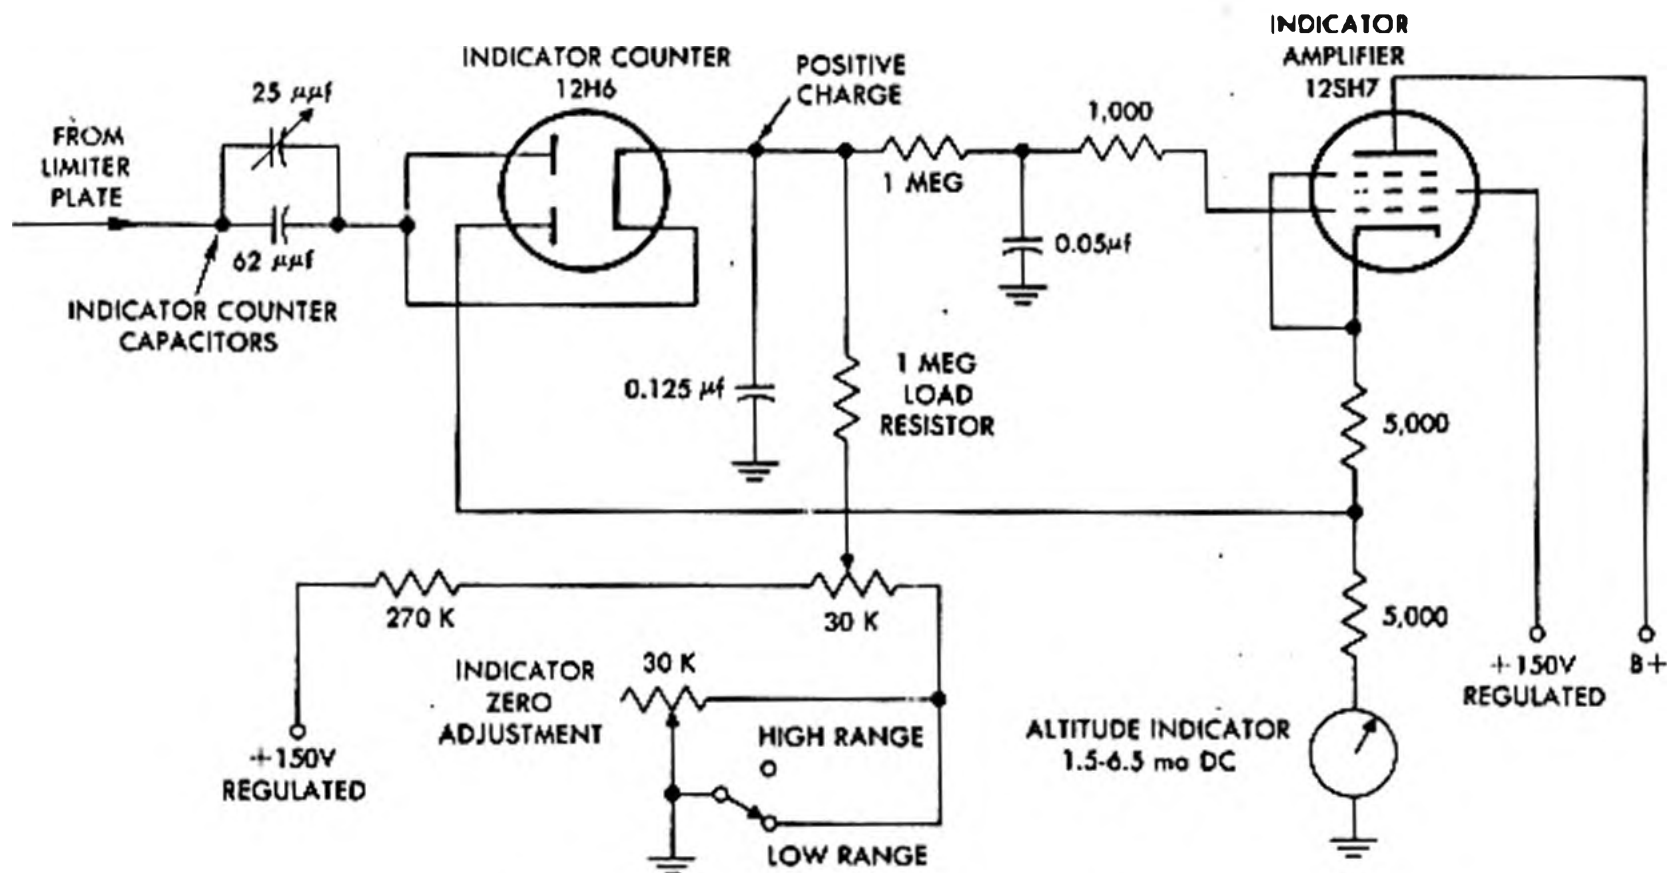 INDICATOR
AMPLIFIER
12SH7
INDICATOR COUNTER
12H6
POSITIVE
CHARGE
25 µµf
FROM
LIMITER
PLATE
1,000
1 MEG
62 µµf
0.05µf
INDICATOR COUNTER
CAPACITORS
0.125 µf
1 MEG
LOAD
RESISTOR
5,000
270 K
30 K
5,000
INDICATOR
ZERO
ADJUSTMENT
30 K
+150V
REGULATED
B+
HIGH RANGE
ALTITUDE INDICATOR
1.5-6.5 ma DC
+150V
REGULATED
LOW RANGE